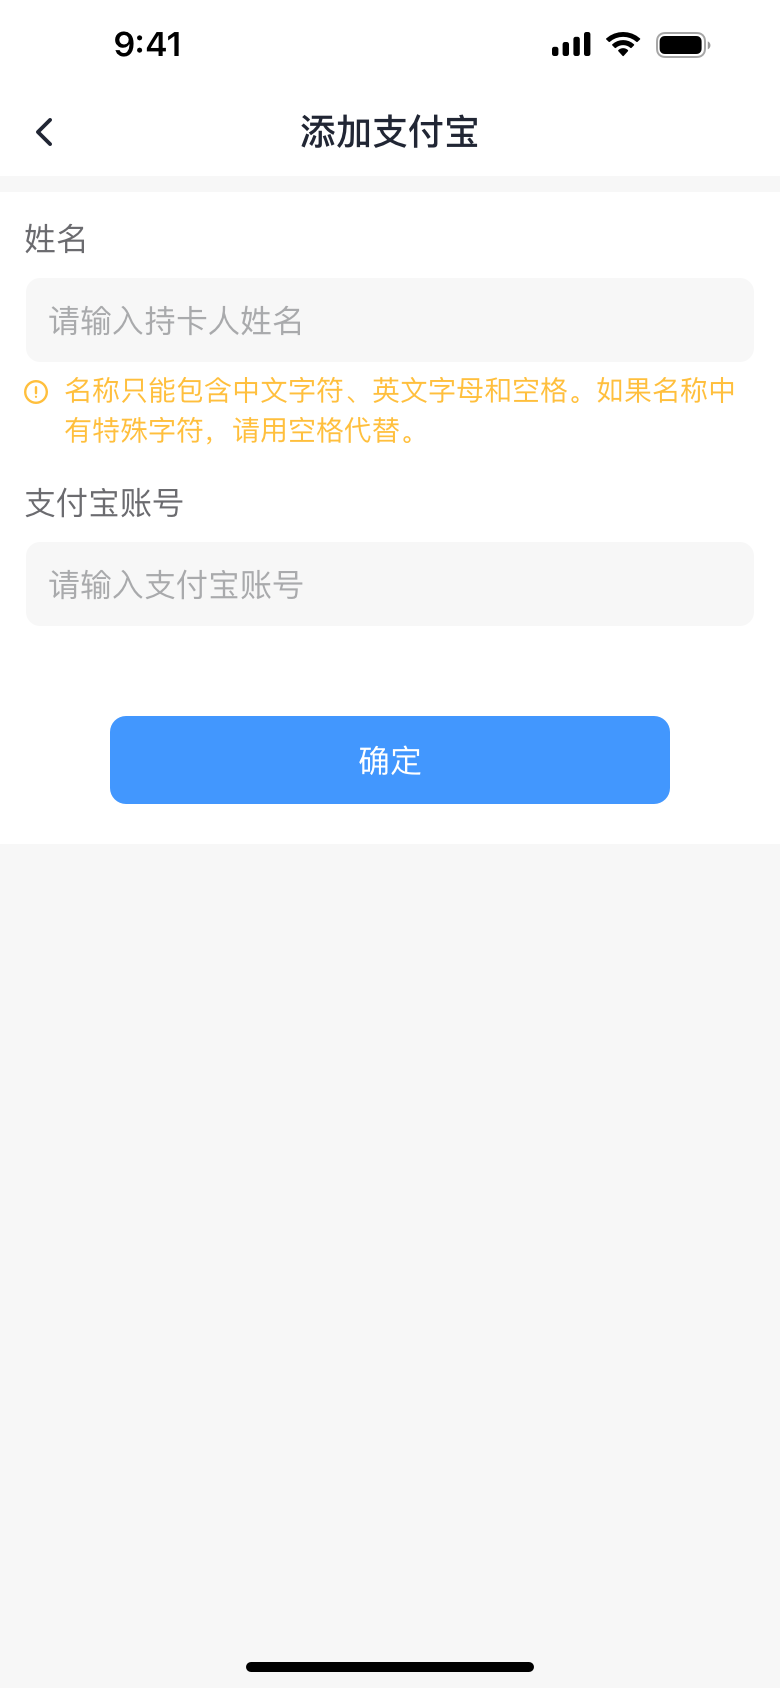 9:41
添加支付宝
姓名
请输入持卡人姓名
名称只能包含中文字符、英文字母和空格。如果名称中
有特殊字符，请用空格代替。
支付宝账号
请输入支付宝账号
确定